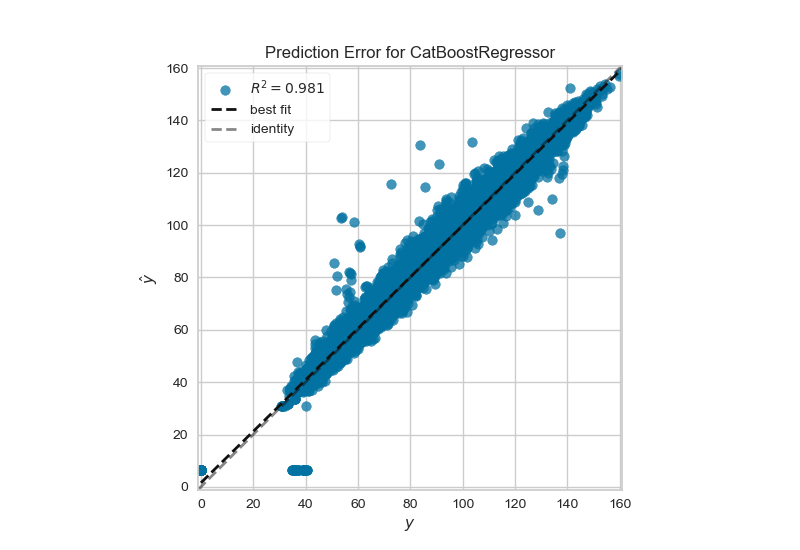 Prediction Error for CatBoostRegressor
R² = 0.981
best fit
identity
ŷ
160
140
120
100
80
60
40
20
0
0 20 40 60 80 100 120 140 160
y